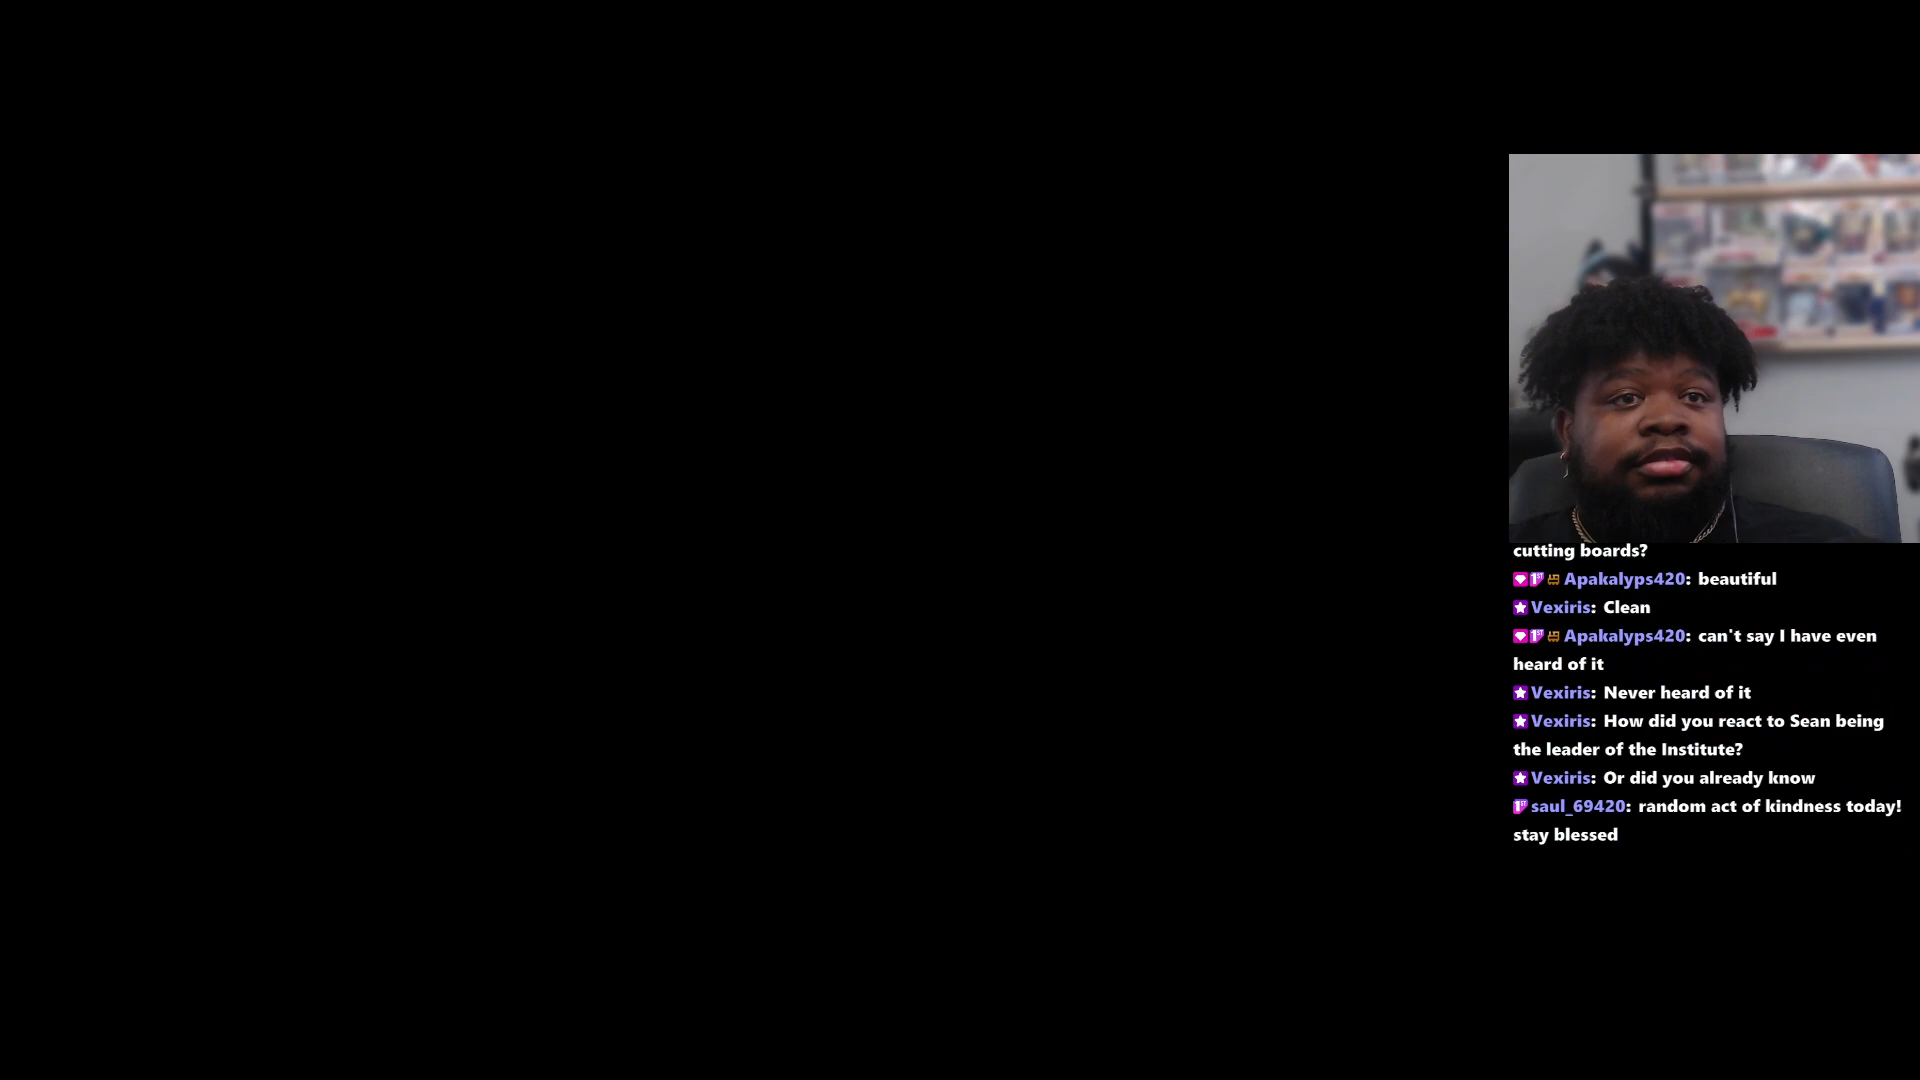 cutting boards?
Apakalyps420: beautiful
Vexiris: Clean
Apakalyps420: can't say I have even
heard of it
Vexiris: Never heard of it
Vexiris: How did you react to Sean being
the leader of the Institute?
Vexiris: Or did you already know
saul_69420: random act of kindness today!
stay blessed